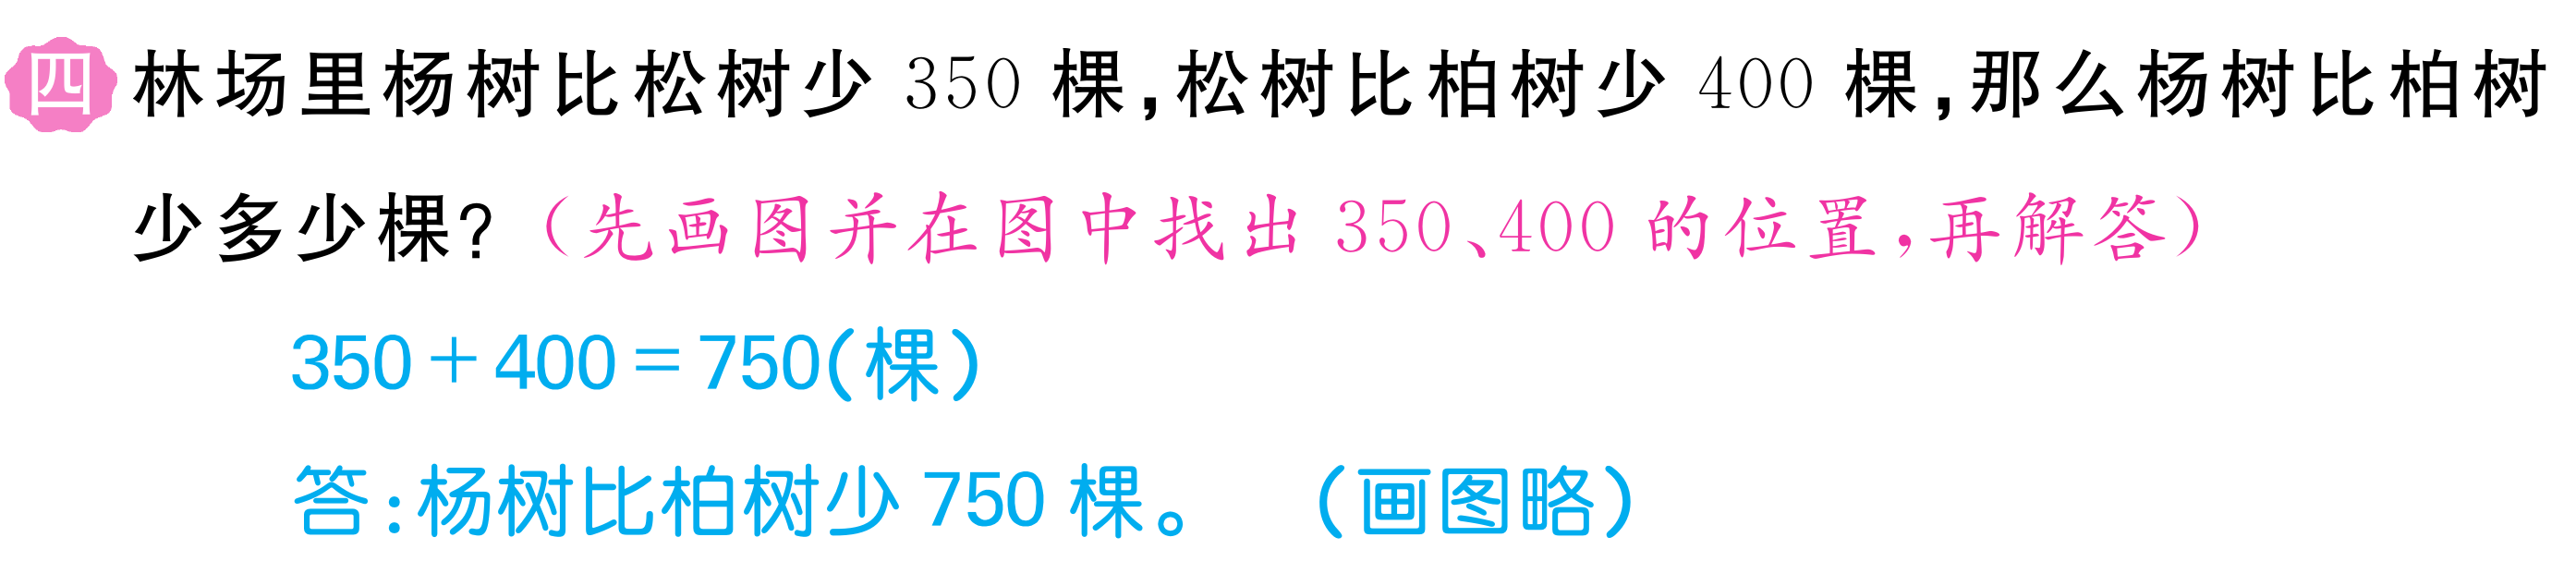 四 林场里杨树比松树少 350 棵,松树比柏树少 400 棵,那么杨树比柏树
少多少棵?(先画图并在图中找出 350、400 的位置,再解答)
350+400=750(棵)
答:杨树比柏树少 750 棵。 (画图略)